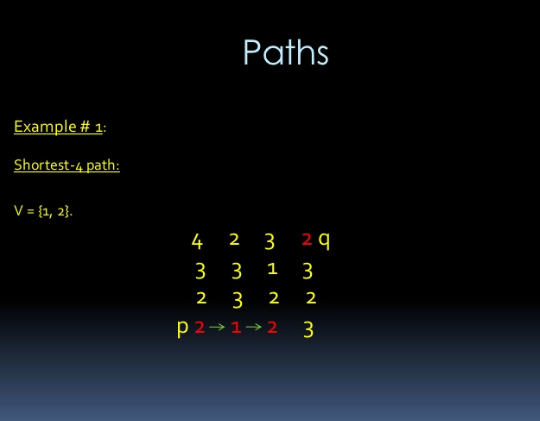 Paths
Example # 1:
Shortest-4 path:
V = {1, 2}.
4 2 3 2 q
3 3 1 3
2 3 2 2
p 2 → 1 → 2 3